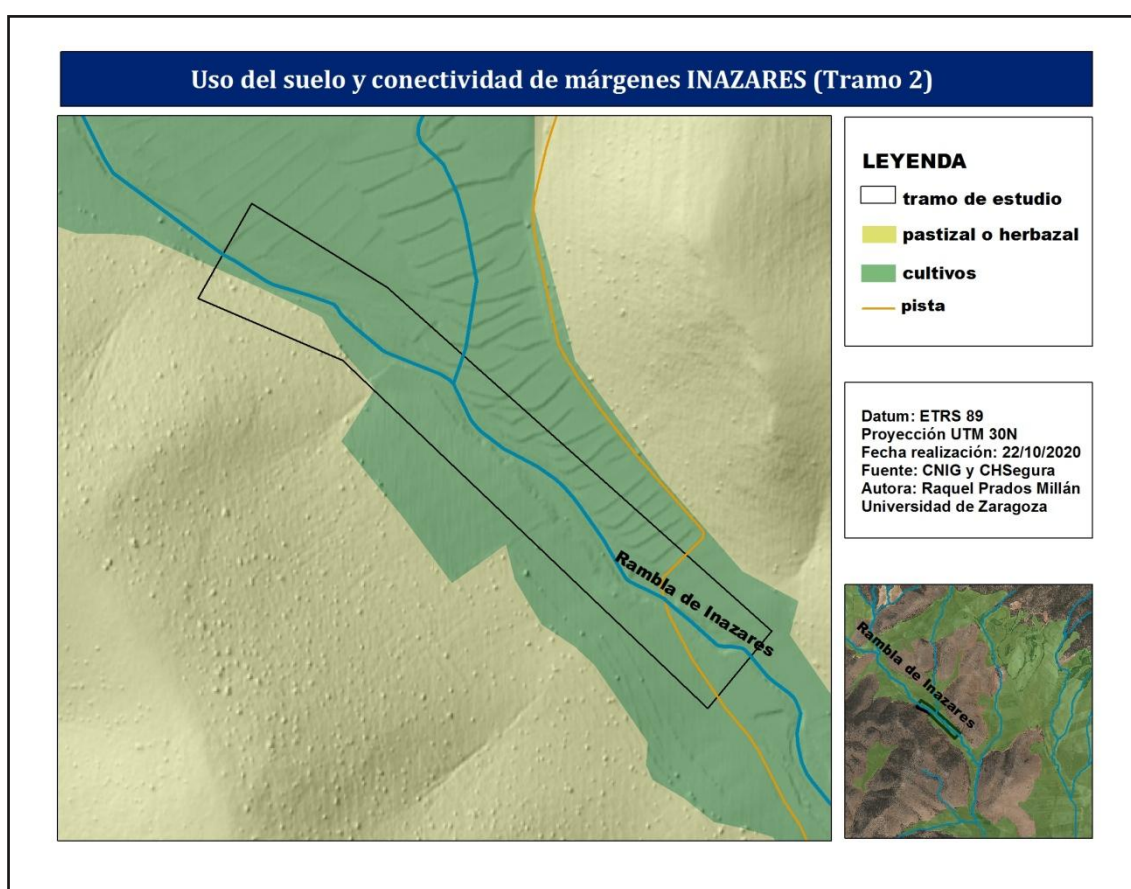 Uso del suelo y conectividad de márgenes INAZARES (Tramo 2)
Rambla de Inazares
LEYENDA
tramo de estudio
pastizal o herbazal
cultivos
pista
Datum: ETRS 89
Proyección UTM 30N
Fecha realización: 22/10/2020
Fuente: CNIG y CHSegura
Autora: Raquel Prados Millán
Universidad de Zaragoza
Rambla de Inazares